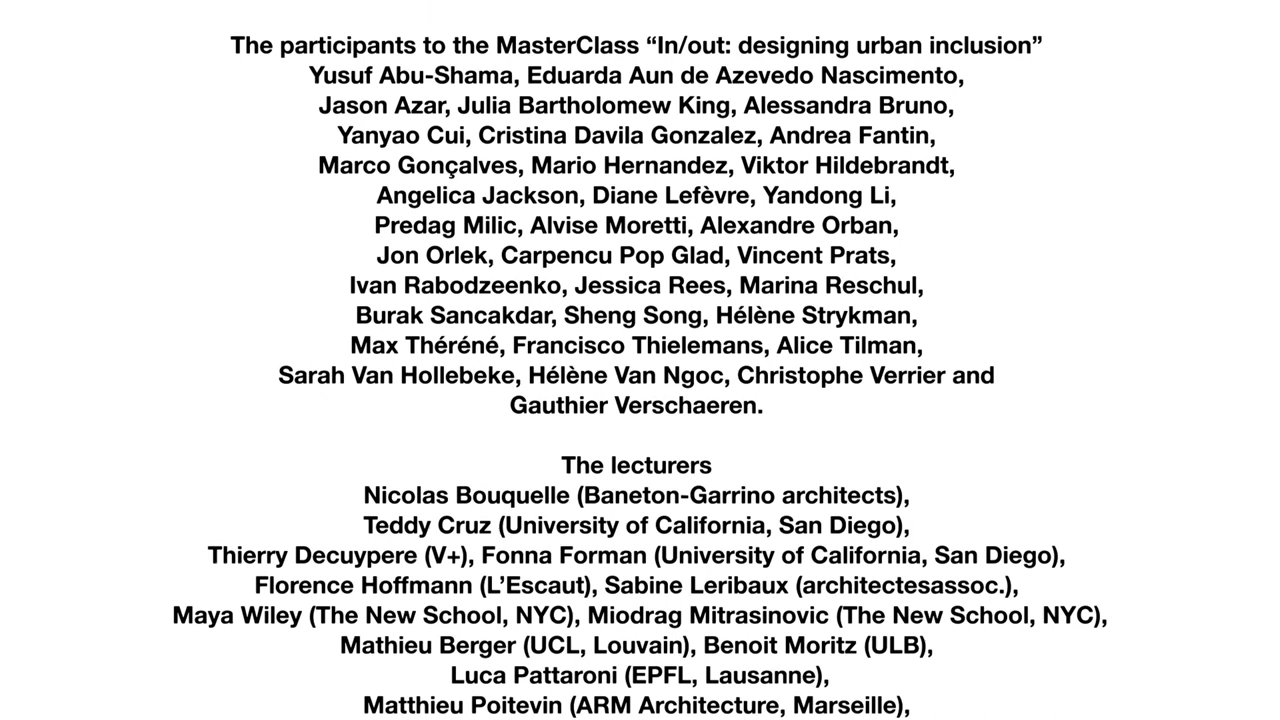 The participants to the MasterClass “In/out: designing urban inclusion”
Yusuf Abu-Shama, Eduarda Aun de Azevedo Nascimento,
Jason Azar, Julia Bartholomew King, Alessandra Bruno,
Yanyao Cui, Cristina Davila Gonzalez, Andrea Fantin,
Marco Gonçalves, Mario Hernandez, Viktor Hildebrandt,
Angelica Jackson, Diane Lefèvre, Yandong Li,
Predag Milic, Alvise Moretti, Alexandre Orban,
Jon Orlek, Carpencu Pop Glad, Vincent Prats,
Ivan Rabodzeenko, Jessica Rees, Marina Reschul,
Burak Sancakdar, Sheng Song, Hélène Strykman,
Max Théréné, Francisco Thielemans, Alice Tilman,
Sarah Van Hollebeke, Hélène Van Ngoc, Christophe Verrier and
Gauthier Verschaeren.
The lecturers
Nicolas Bouquelle (Baneton-Garrino architects),
Teddy Cruz (University of California, San Diego),
Thierry Decuypere (V+), Fonna Forman (University of California, San Diego),
Florence Hoffmann (L’Escaut), Sabine Leribaux (architectesassoc.),
Maya Wiley (The New School, NYC), Miodrag Mitrasinovic (The New School, NYC),
Mathieu Berger (UCL, Louvain), Benoit Moritz (ULB),
Luca Pattaroni (EPFL, Lausanne),
Matthieu Poitevin (ARM Architecture, Marseille),